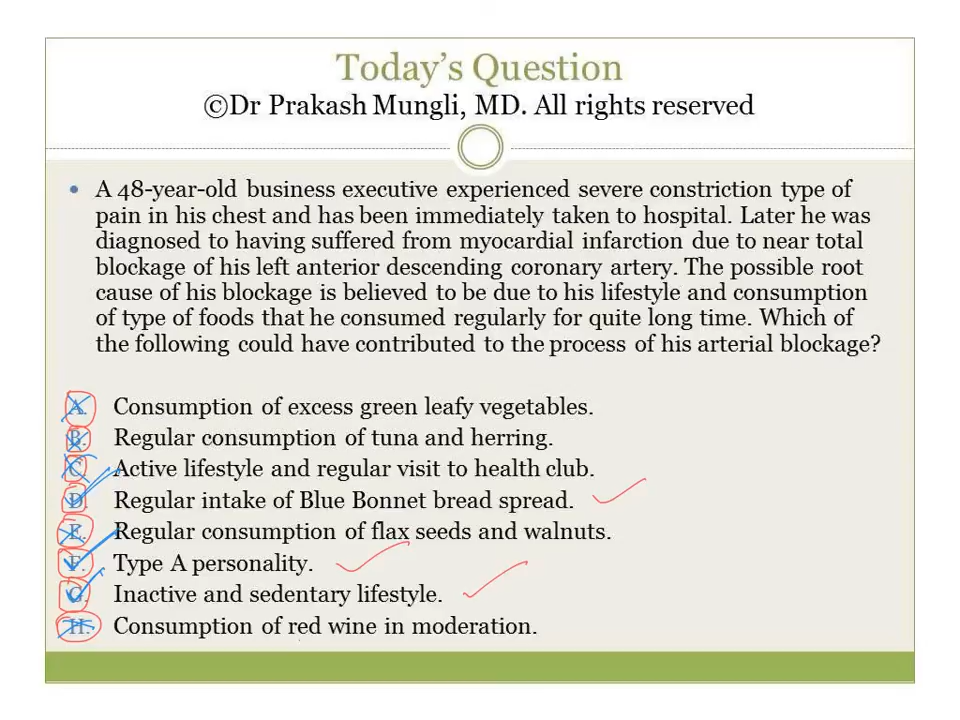 Today's Question
©Dr Prakash Mungli, MD. All rights reserved
• A 48-year-old business executive experienced severe constriction type of
pain in his chest and has been immediately taken to hospital. Later he was
diagnosed to having suffered from myocardial infarction due to near total
blockage of his left anterior descending coronary artery. The possible root
cause of his blockage is believed to be due to his lifestyle and consumption
of type of foods that he consumed regularly for quite long time. Which of
the following could have contributed to the process of his arterial blockage?
A. Consumption of excess green leafy vegetables.
B. Regular consumption of tuna and herring.
C. Active lifestyle and regular visit to health club.
D. Regular intake of Blue Bonnet bread spread.
E. Regular consumption of flax seeds and walnuts.
F. Type A personality.
G. Inactive and sedentary lifestyle.
H. Consumption of red wine in moderation.